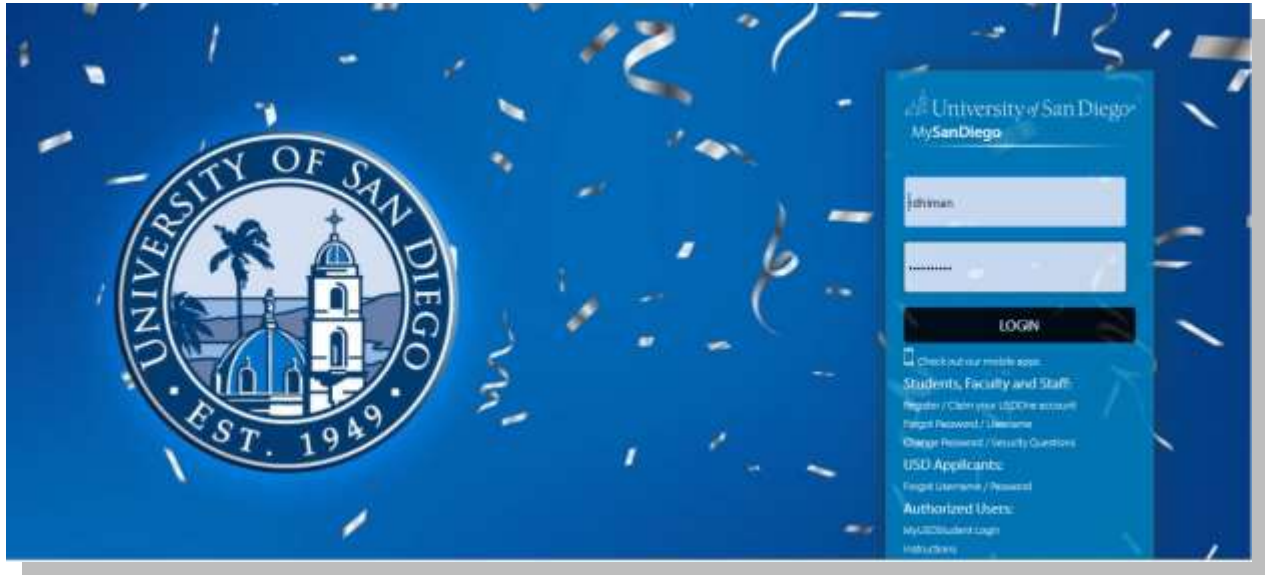 UNIVERSITY OF SAN DIEGO
· EST. 1949 ·
University of San Diego®
MySanDiego
rdhiman
•••••••••••
LOGIN
Check out our mobile apps
Students, Faculty and Staff:
Register / Claim your USDOne account
Forgot Password / Username
Change Password / Security Questions
USD Applicants:
Forgot Username / Password
Authorized Users:
MyUSDStudent Login
Instructions